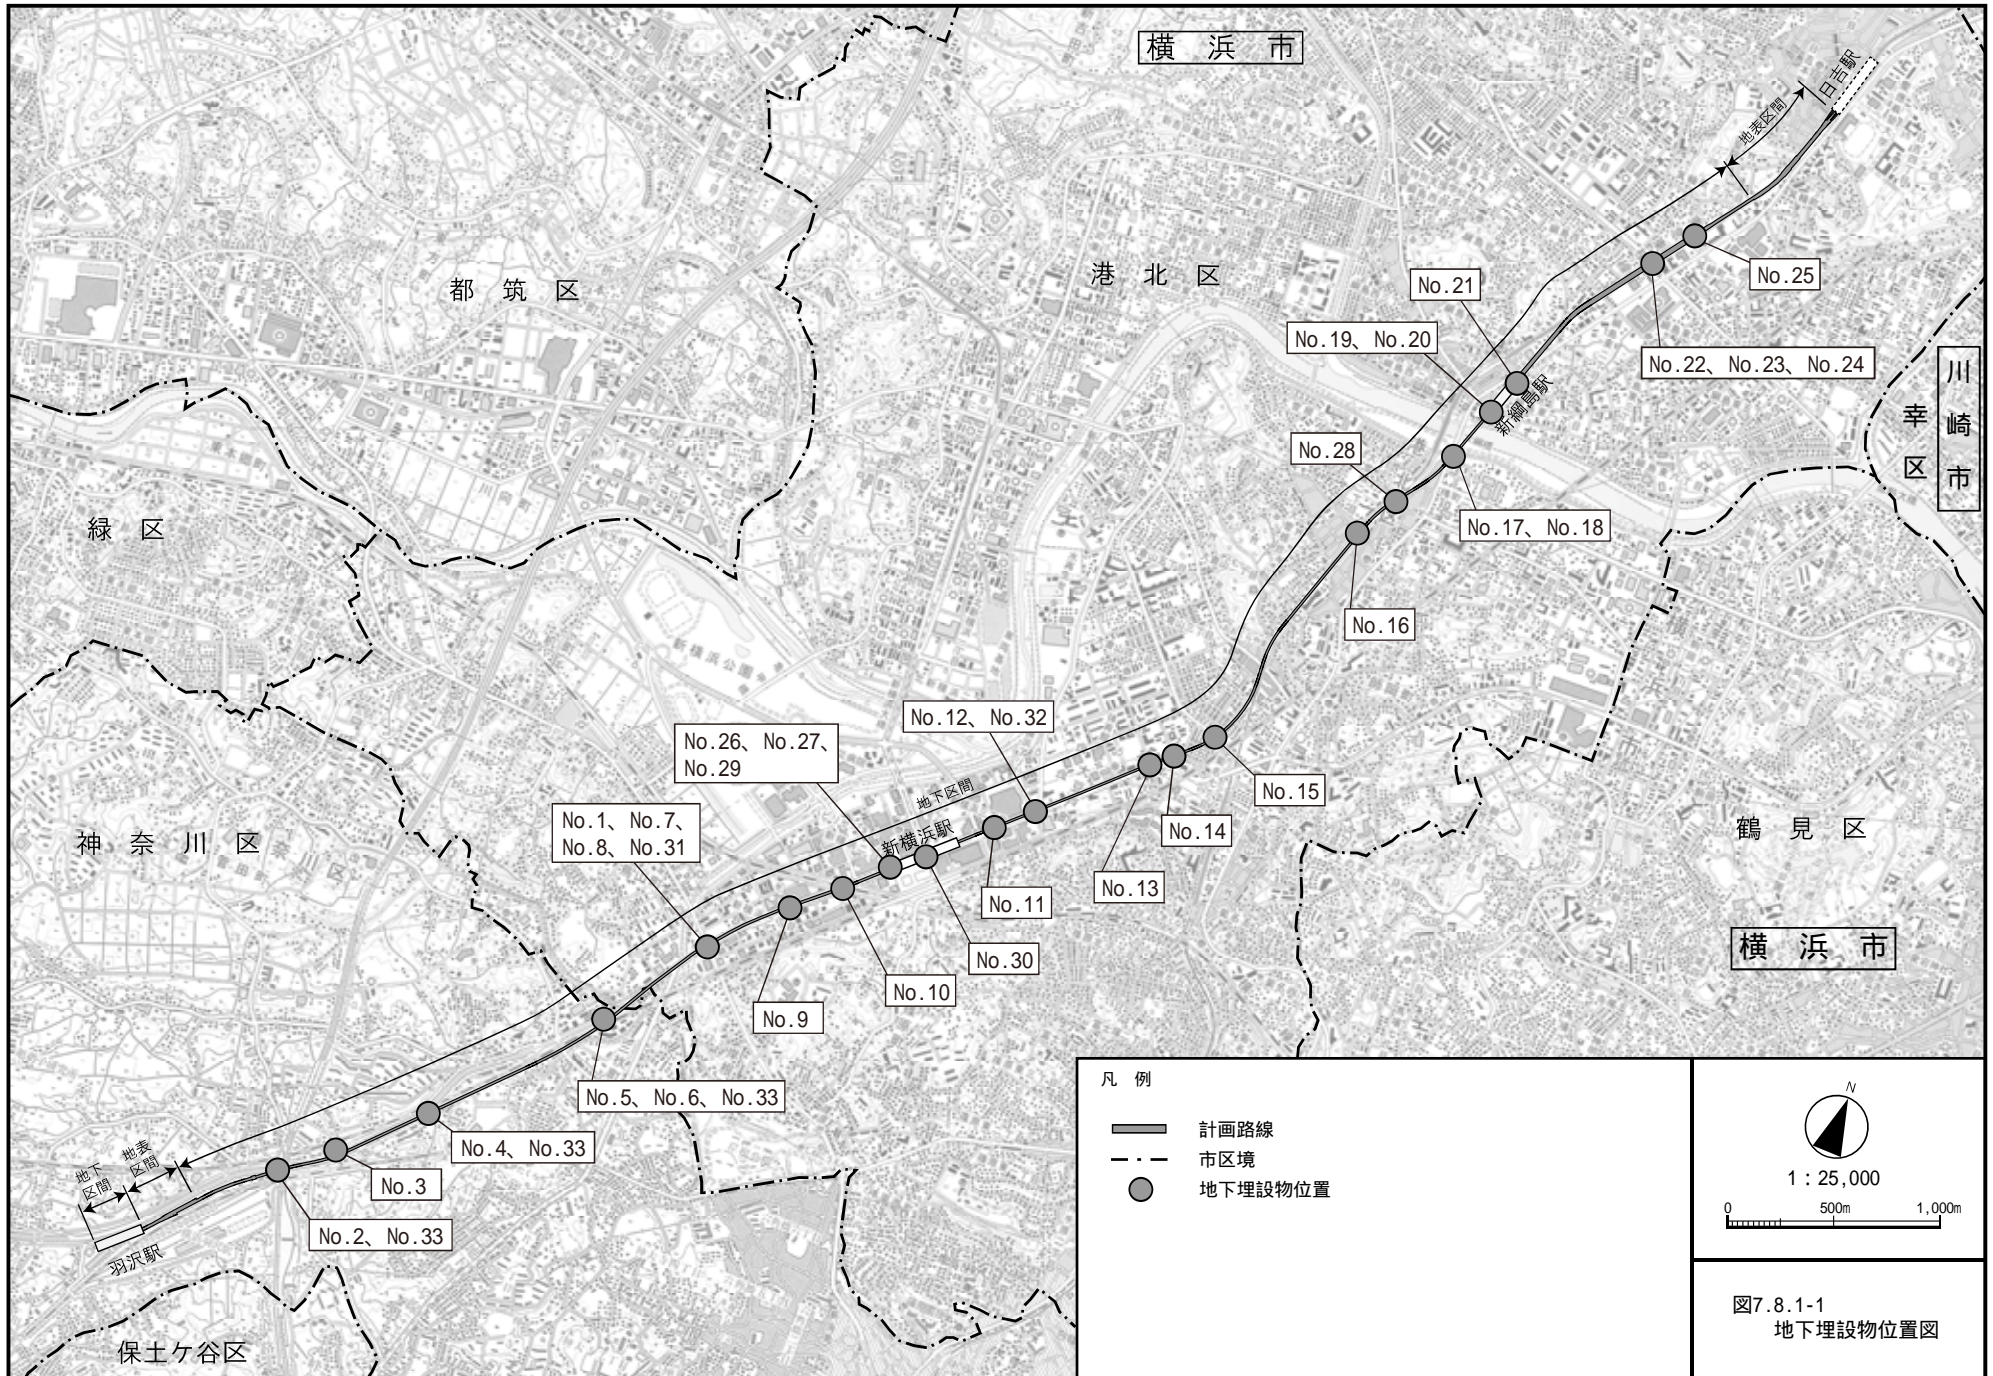 横 浜 市
日吉駅
地表区間
都 筑 区
港 北 区
No.25
No.21
No.19、No.20
No.22、No.23、No.24
川崎市
幸区
新綱島駅
No.28
No.17、No.18
緑 区
No.16
新横浜公園
No.12、No.32
No.26、No.27、
No.29
地下区間
No.15
No.1、No.7、
No.8、No.31
新横浜駅
No.14
鶴 見 区
神 奈 川 区
No.13
No.11
横 浜 市
No.30
No.10
No.9
No.5、No.6、No.33
No.4、No.33
地表
区間
地下
区間
No.3
No.2、No.33
羽沢駅
保土ケ谷区
凡 例
計画路線
市区境
地下埋設物位置
N
1：25,000
0 500m 1,000m
図7.8.1-1
地下埋設物位置図